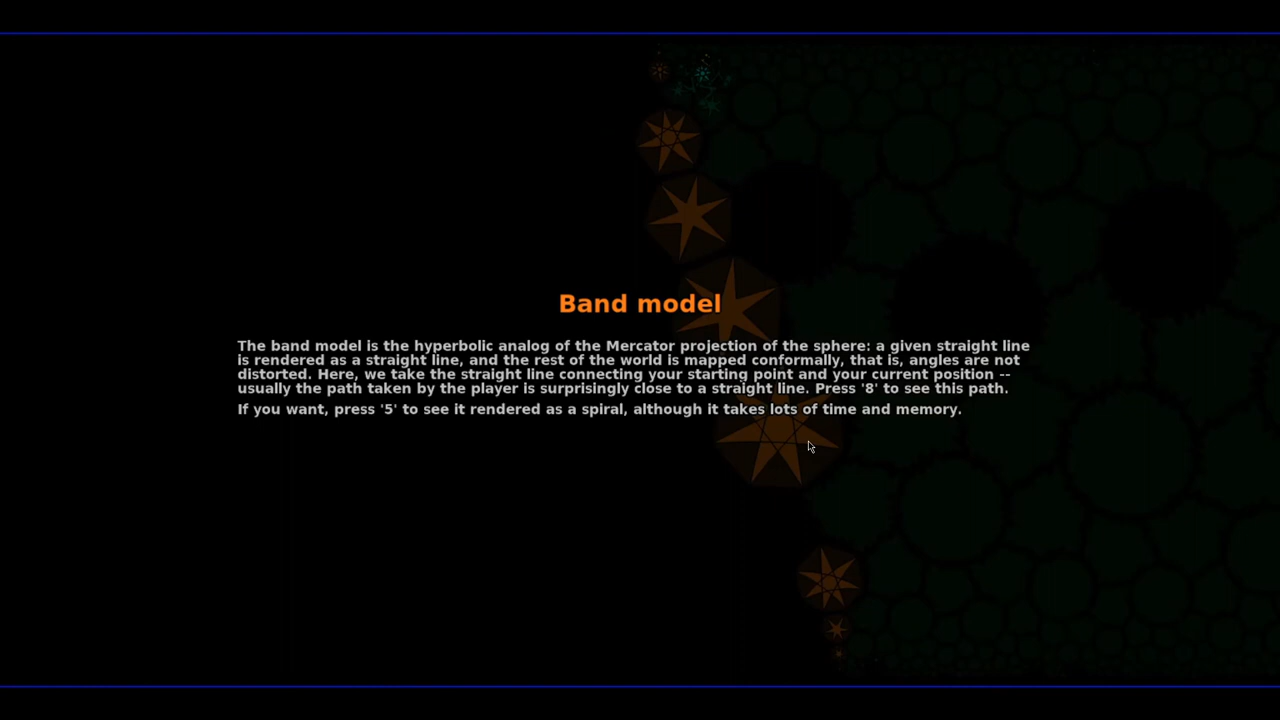 Band model
The band model is the hyperbolic analog of the Mercator projection of the sphere: a given straight line
is rendered as a straight line, and the rest of the world is mapped conformally, that is, angles are not
distorted. Here, we take the straight line connecting your starting point and your current position --
usually the path taken by the player is surprisingly close to a straight line. Press '8' to see this path.
If you want, press '5' to see it rendered as a spiral, although it takes lots of time and memory.